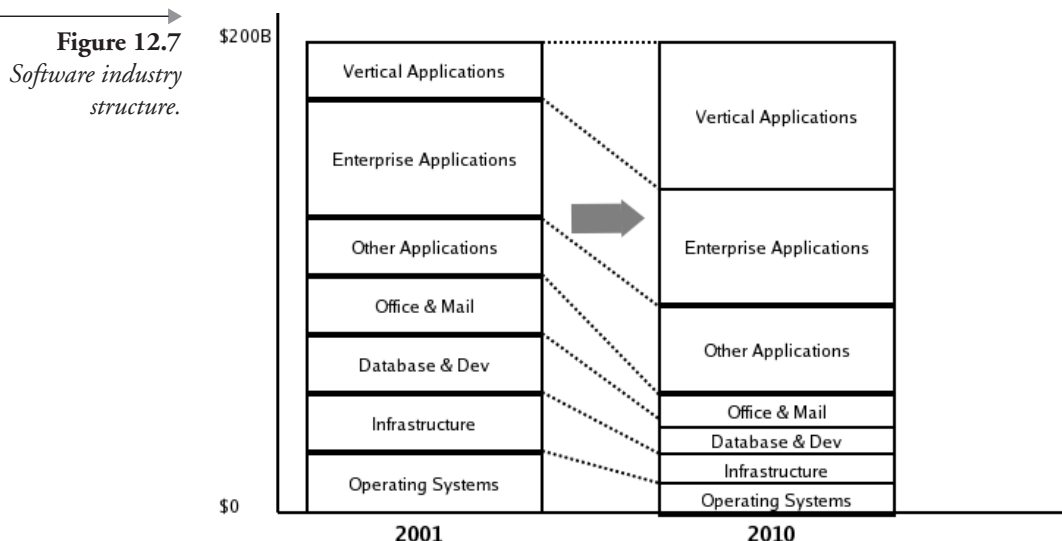 Figure 12.7
Software industry
structure.
$200B
Vertical Applications
Enterprise Applications
Other Applications
Office & Mail
Database & Dev
Infrastructure
Operating Systems
$0
2001
Vertical Applications
Enterprise Applications
Other Applications
Office & Mail
Database & Dev
Infrastructure
Operating Systems
2010